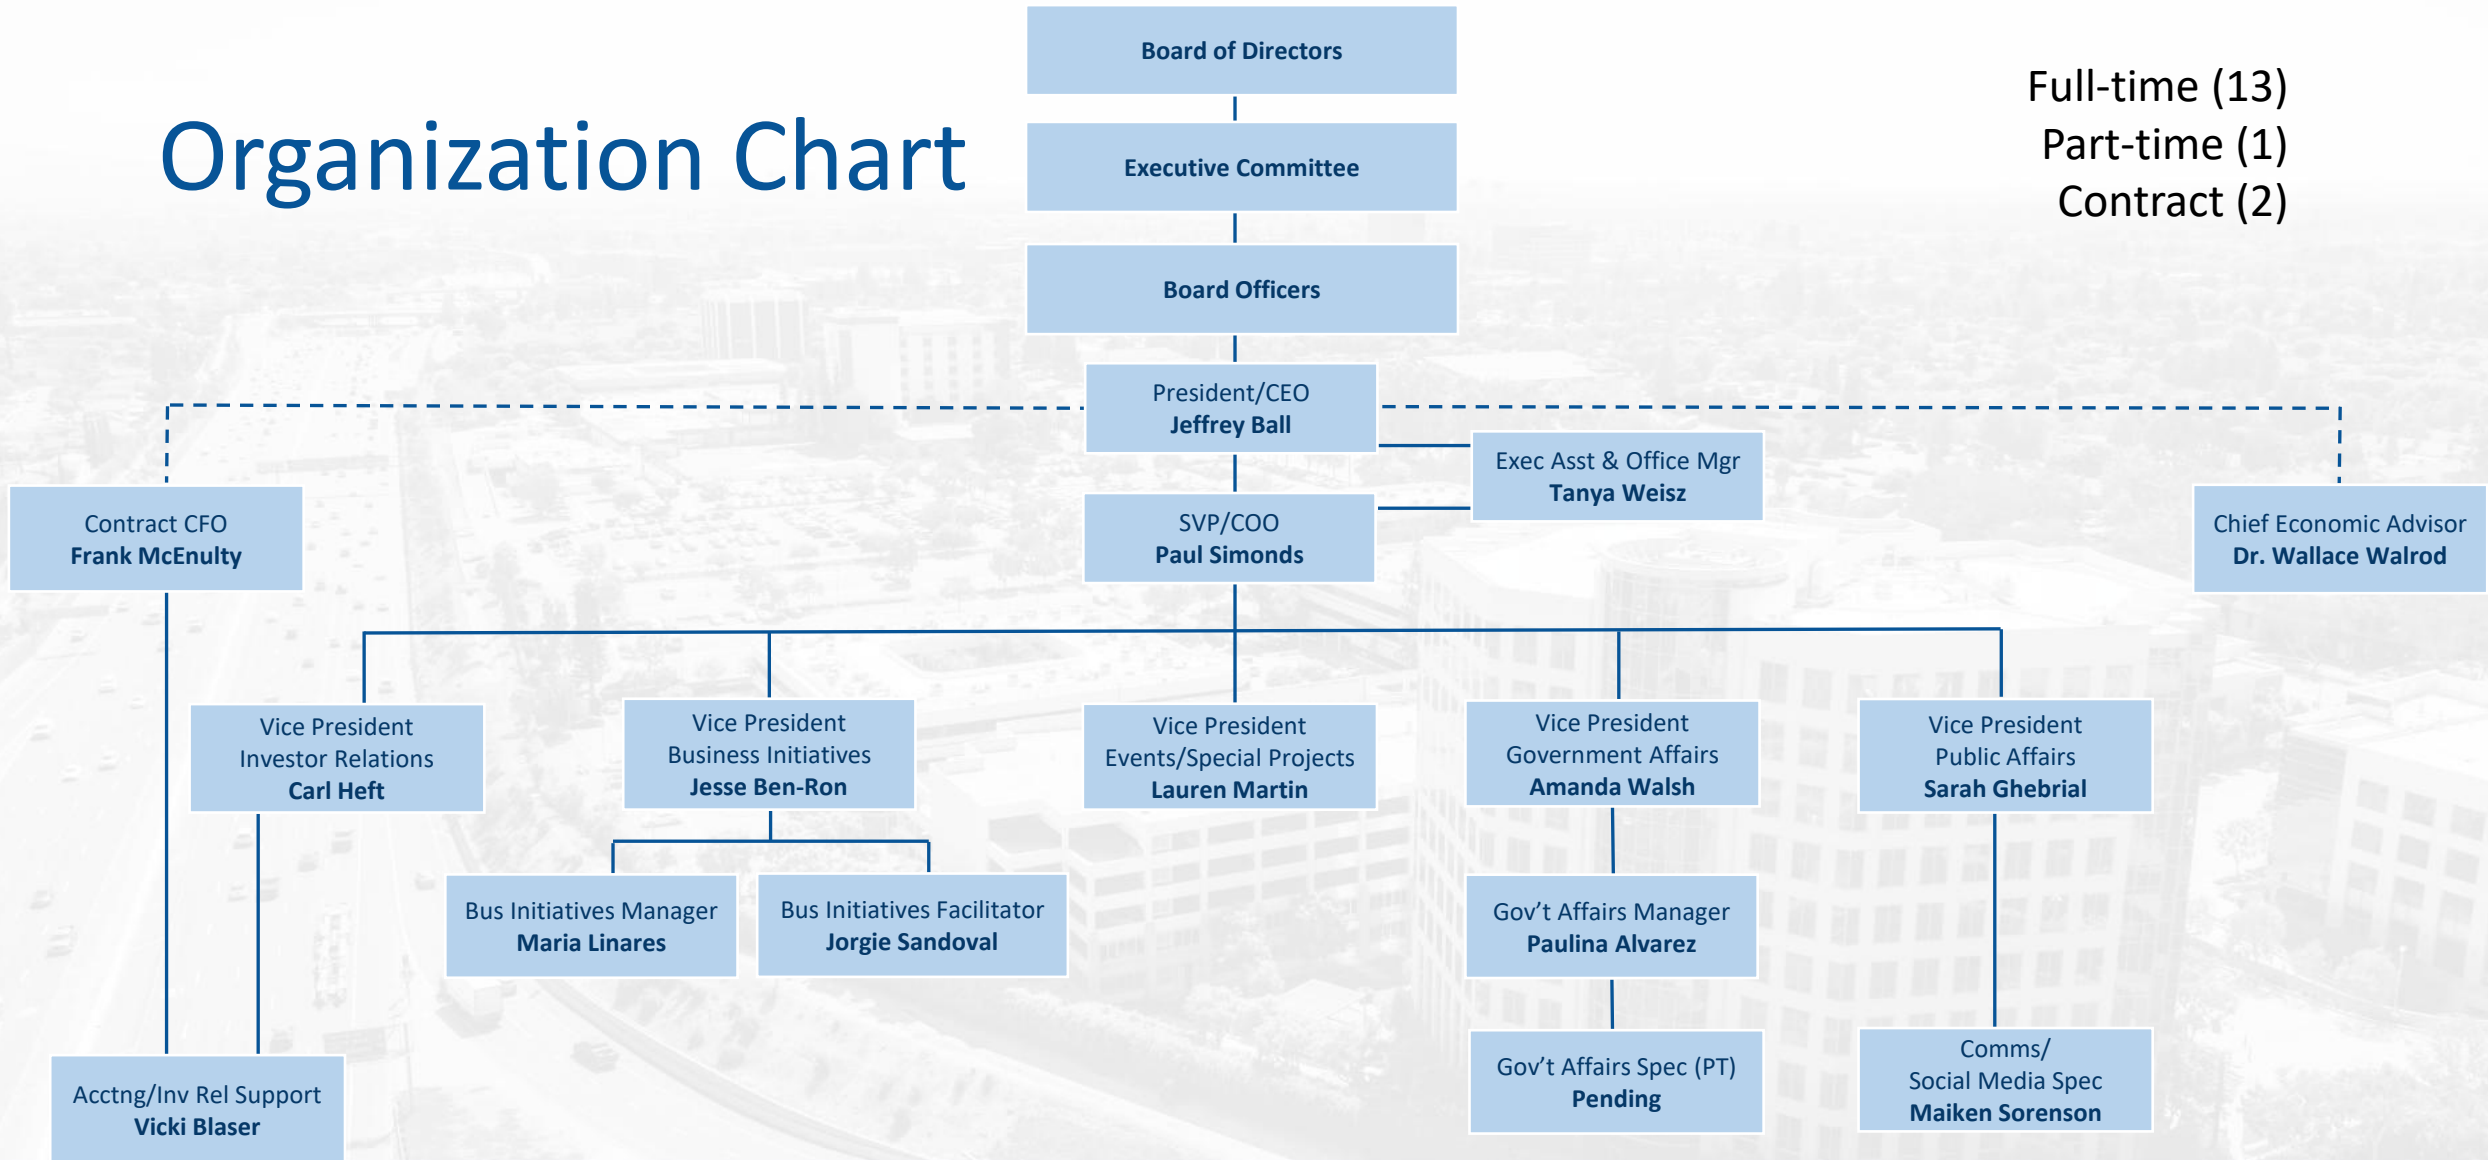 Board of Directors
Organization Chart
Full-time (13)
Part-time (1)
Contract (2)
Executive Committee
Board Officers
President/CEO
Jeffrey Ball
Exec Asst & Office Mgr
Tanya Weisz
Contract CFO
Frank McEnulty
SVP/COO
Paul Simonds
Chief Economic Advisor
Dr. Wallace Walrod
Vice President
Investor Relations
Carl Heft
Vice President
Business Initiatives
Jesse Ben-Ron
Vice President
Events/Special Projects
Lauren Martin
Vice President
Government Affairs
Amanda Walsh
Vice President
Public Affairs
Sarah Ghebrial
Bus Initiatives Manager
Maria Linares
Bus Initiatives Facilitator
Jorgie Sandoval
Gov’t Affairs Manager
Paulina Alvarez
Acctng/Inv Rel Support
Vicki Blaser
Gov’t Affairs Spec (PT)
Pending
Comms/
Social Media Spec
Maiken Sorenson